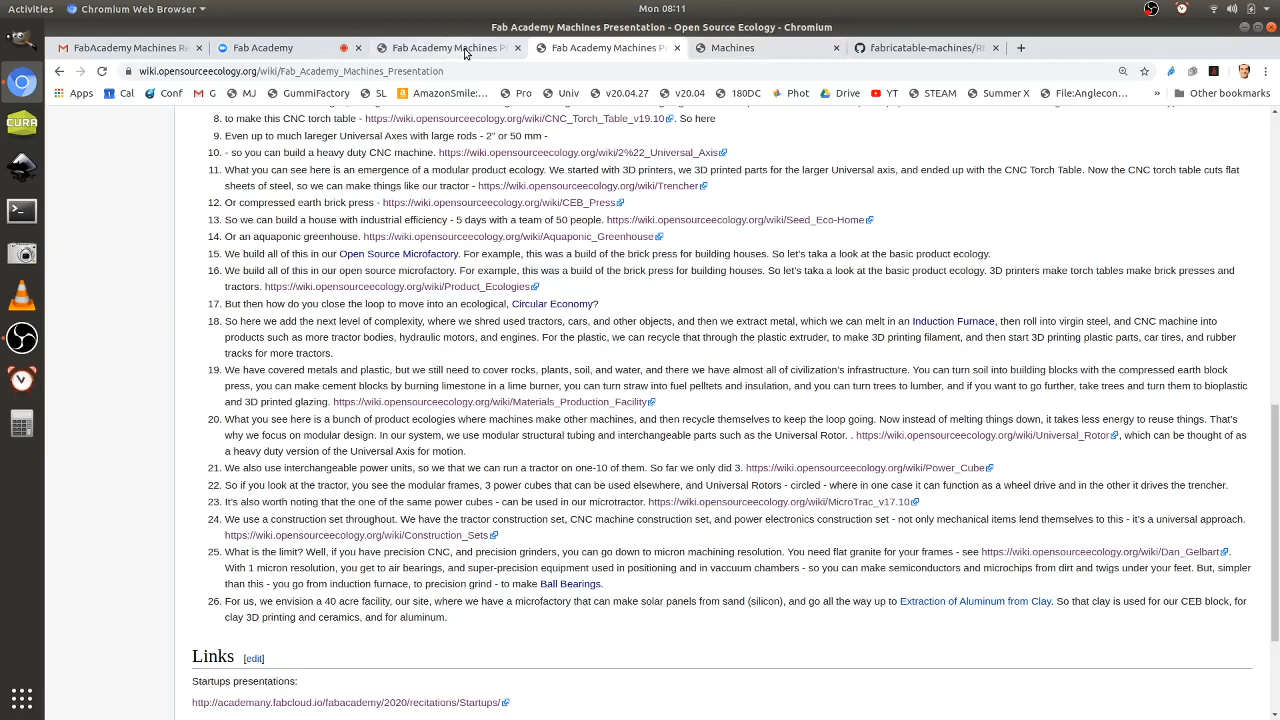 Activities
Chromium Web Browser
Mon 08:11
Fab Academy Machines Presentation - Open Source Ecology - Chromium
FabAcademy Machines Re
Fab Academy
Fab Academy Machines P
Fab Academy Machines P
Machines
fabricatable-machines/RE
wiki.opensourceecology.org/wiki/Fab_Academy_Machines_Presentation
Apps
Cal
Conf
G
MJ
GummiFactory
SL
AmazonSmile:...
Pro
Univ
v20.04.27
v20.04
180DC
Phot
Drive
YT
STEAM
Summer X
File:Anglecon...
»
Other bookmarks
8. to make this CNC torch table - https://wiki.opensourceecology.org/wiki/CNC_Torch_Table_v19.10. So here
9. Even up to much lareger Universal Axes with large rods - 2" or 50 mm -
10. - so you can build a heavy duty CNC machine. https://wiki.opensourceecology.org/wiki/2%22_Universal_Axis
11. What you can see here is an emergence of a modular product ecology. We started with 3D printers, we 3D printed parts for the larger Universal axis, and ended up with the CNC Torch Table. Now the CNC torch table cuts flat
sheets of steel, so we can make things like our tractor - https://wiki.opensourceecology.org/wiki/Trencher
12. Or compressed earth brick press - https://wiki.opensourceecology.org/wiki/CEB_Press
13. So we can build a house with industrial efficiency - 5 days with a team of 50 people. https://wiki.opensourceecology.org/wiki/Seed_Eco-Home
14. Or an aquaponic greenhouse. https://wiki.opensourceecology.org/wiki/Aquaponic_Greenhouse
15. We build all of this in our Open Source Microfactory. For example, this was a build of the brick press for building houses. So let's taka a look at the basic product ecology.
16. We build all of this in our open source microfactory. For example, this was a build of the brick press for building houses. So let's taka a look at the basic product ecology. 3D printers make torch tables make brick presses and
tractors. https://wiki.opensourceecology.org/wiki/Product_Ecologies
17. But then how do you close the loop to move into an ecological, Circular Economy?
18. So here we add the next level of complexity, where we shred used tractors, cars, and other objects, and then we extract metal, which we can melt in an Induction Furnace, then roll into virgin steel, and CNC machine into
products such as more tractor bodies, hydraulic motors, and engines. For the plastic, we can recycle that through the plastic extruder, to make 3D printing filament, and then start 3D printing plastic parts, car tires, and rubber
tracks for more tractors.
19. We have covered metals and plastic, but we still need to cover rocks, plants, soil, and water, and there we have almost all of civilization's infrastructure. You can turn soil into building blocks with the compressed earth block
press, you can make cement blocks by burning limestone in a lime burner, you can turn straw into fuel pelltets and insulation, and you can turn trees to lumber, and if you want to go further, take trees and turn them to bioplastic
and 3D printed glazing. https://wiki.opensourceecology.org/wiki/Materials_Production_Facility
20. What you see here is a bunch of product ecologies where machines make other machines, and then recycle themselves to keep the loop going. Now instead of melting things down, it takes less energy to reuse things. That's
why we focus on modular design. In our system, we use modular structural tubing and interchangeable parts such as the Universal Rotor. . https://wiki.opensourceecology.org/wiki/Universal_Rotor, which can be thought of as
a heavy duty version of the Universal Axis for motion.
21. We also use interchangeable power units, so we that we can run a tractor on one-10 of them. So far we only did 3. https://wiki.opensourceecology.org/wiki/Power_Cube
22. So if you look at the tractor, you see the modular frames, 3 power cubes that can be used elsewhere, and Universal Rotors - circled - where in one case it can function as a wheel drive and in the other it drives the trencher.
23. It's also worth noting that the one of the same power cubes - can be used in our microtractor. https://wiki.opensourceecology.org/wiki/MicroTrac_v17.10
24. We use a construction set throughout. We have the tractor construction set, CNC machine construction set, and power electronics construction set - not only mechanical items lend themselves to this - it's a universal approach.
https://wiki.opensourceecology.org/wiki/Construction_Sets
25. What is the limit? Well, if you have precision CNC, and precision grinders, you can go down to micron machining resolution. You need flat granite for your frames - see https://wiki.opensourceecology.org/wiki/Dan_Gelbart.
With 1 micron resolution, you get to air bearings, and super-precision equipment used in positioning and in vaccuum chambers - so you can make semiconductors and microchips from dirt and twigs under your feet. But, simpler
than this - you go from induction furnace, to precision grind - to make Ball Bearings.
26. For us, we envision a 40 acre facility, our site, where we have a microfactory that can make solar panels from sand (silicon), and go all the way up to Extraction of Aluminum from Clay. So that clay is used for our CEB block, for
clay 3D printing and ceramics, and for aluminum.
Links [edit]
Startups presentations:
http://academany.fabcloud.io/fabacademy/2020/recitations/Startups/
CURA